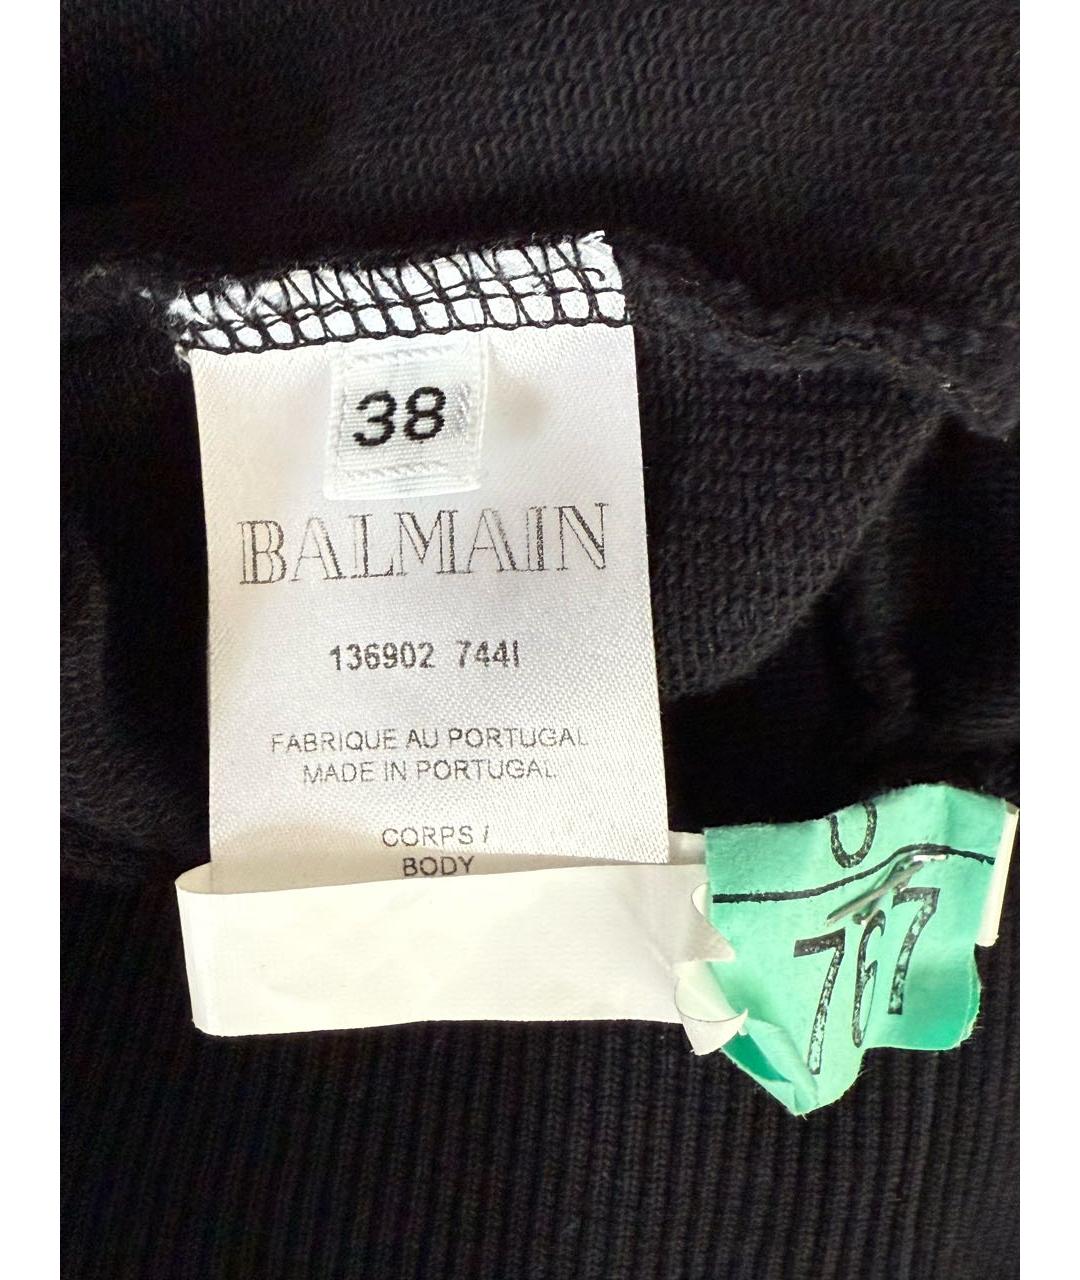 38
BALMAIN
136902 744I
FABRIQUE AU PORTUGAL
MADE IN PORTUGAL
CORPS /
BODY
767